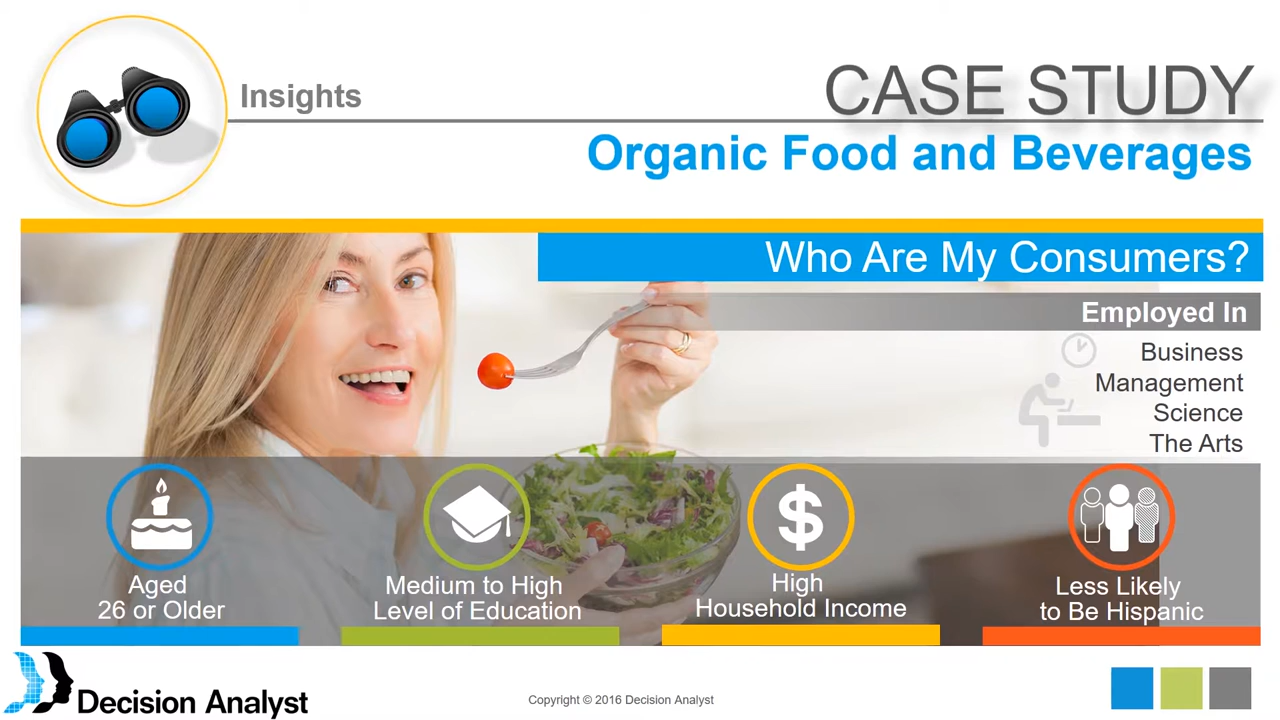 Insights
CASE STUDY
Organic Food and Beverages
Who Are My Consumers?
Employed In
Business
Management
Science
The Arts
Aged
26 or Older
Medium to High
Level of Education
$
High
Household Income
Less Likely
to Be Hispanic
Decision Analyst
Copyright © 2016 Decision Analyst